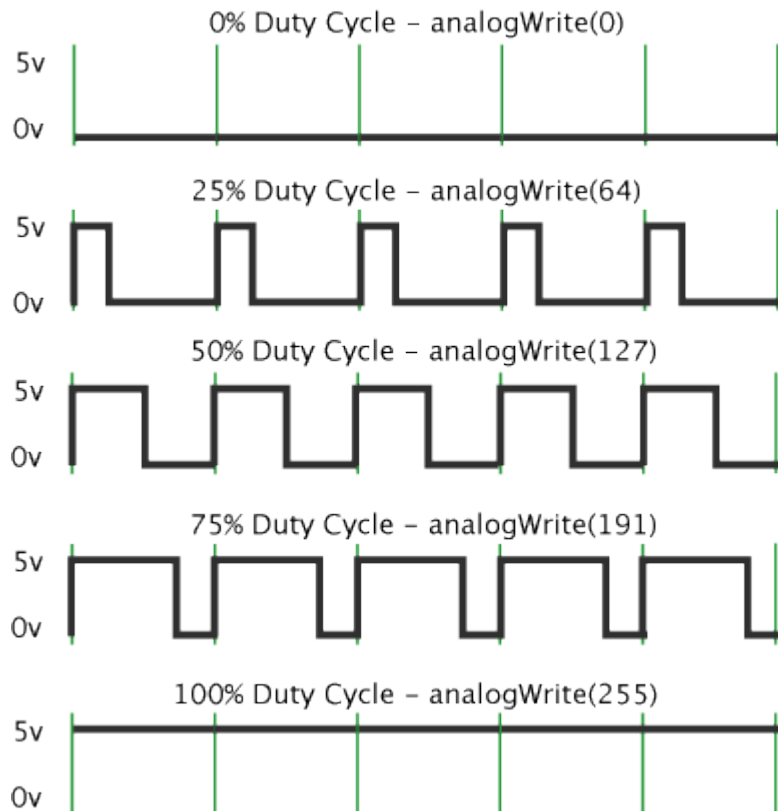 0% Duty Cycle – analogWrite(0)
5v
0v
25% Duty Cycle – analogWrite(64)
5v
0v
50% Duty Cycle – analogWrite(127)
5v
0v
75% Duty Cycle – analogWrite(191)
5v
0v
100% Duty Cycle – analogWrite(255)
5v
0v